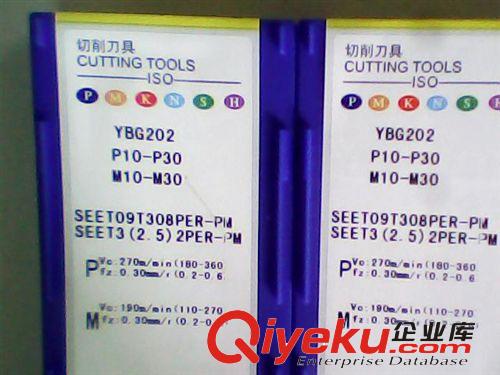 切削刀具
CUTTING TOOLS
ISO
P M K N S H
YBG202
P10-P30
M10-M30
SEET09T308PER-PM
SEET3(2.5)2PER-PM
P Vc:270m/min(180-360
fz:0.30mm/r(0.2-0.6
M Vc:190m/min(110-270
fz:0.30mm/r(0.2-0
切削刀具
CUTTING TOOLS
ISO
P M K N S H
YBG202
P10-P30
M10-M30
SEET09T308PER-PM
SEET3(2.5)2PER-PM
P Vc:270m/min(180-360
fz:0.30mm/r(0.2-0.6
M Vc:190m/min(110-270
Qiyeku.com 企业库
Enterprise Database